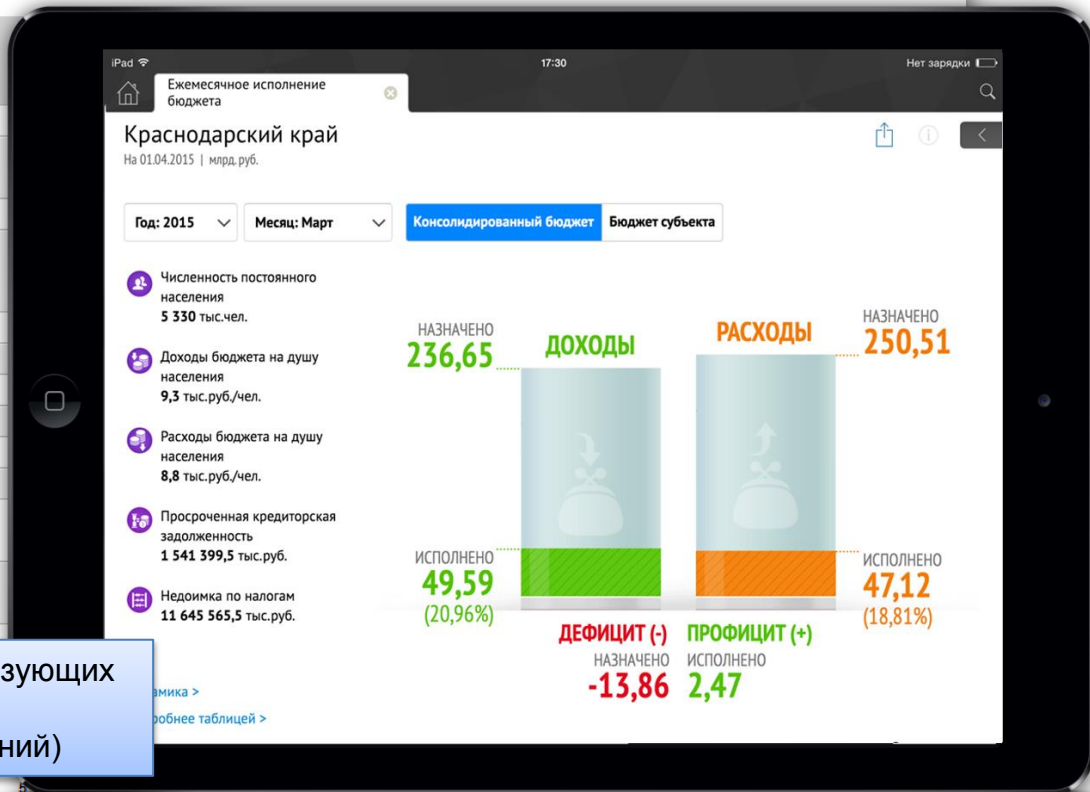 iPad 17:30 Нет зарядки
Ежемесячное исполнение
бюджета
Краснодарский край
На 01.04.2015 | млрд.руб.
Год: 2015 Месяц: Март Консолидированный бюджет Бюджет субъекта
Численность постоянного
населения
5 330 тыс.чел.
Доходы бюджета на душу
населения
9,3 тыс.руб./чел.
Расходы бюджета на душу
населения
8,8 тыс.руб./чел.
Просроченная кредиторская
задолженность
1 541 399,5 тыс.руб.
Недоимка по налогам
11 645 565,5 тыс.руб.
НАЗНАЧЕНО
236,65
ДОХОДЫ
РАСХОДЫ
НАЗНАЧЕНО
250,51
ИСПОЛНЕНО
49,59
(20,96%)
ИСПОЛНЕНО
47,12
(18,81%)
ДЕФИЦИТ (-) ПРОФИЦИТ (+)
НАЗНАЧЕНО ИСПОЛНЕНО
-13,86 2,47
зующих
ний)
амика >
робнее таблицей >